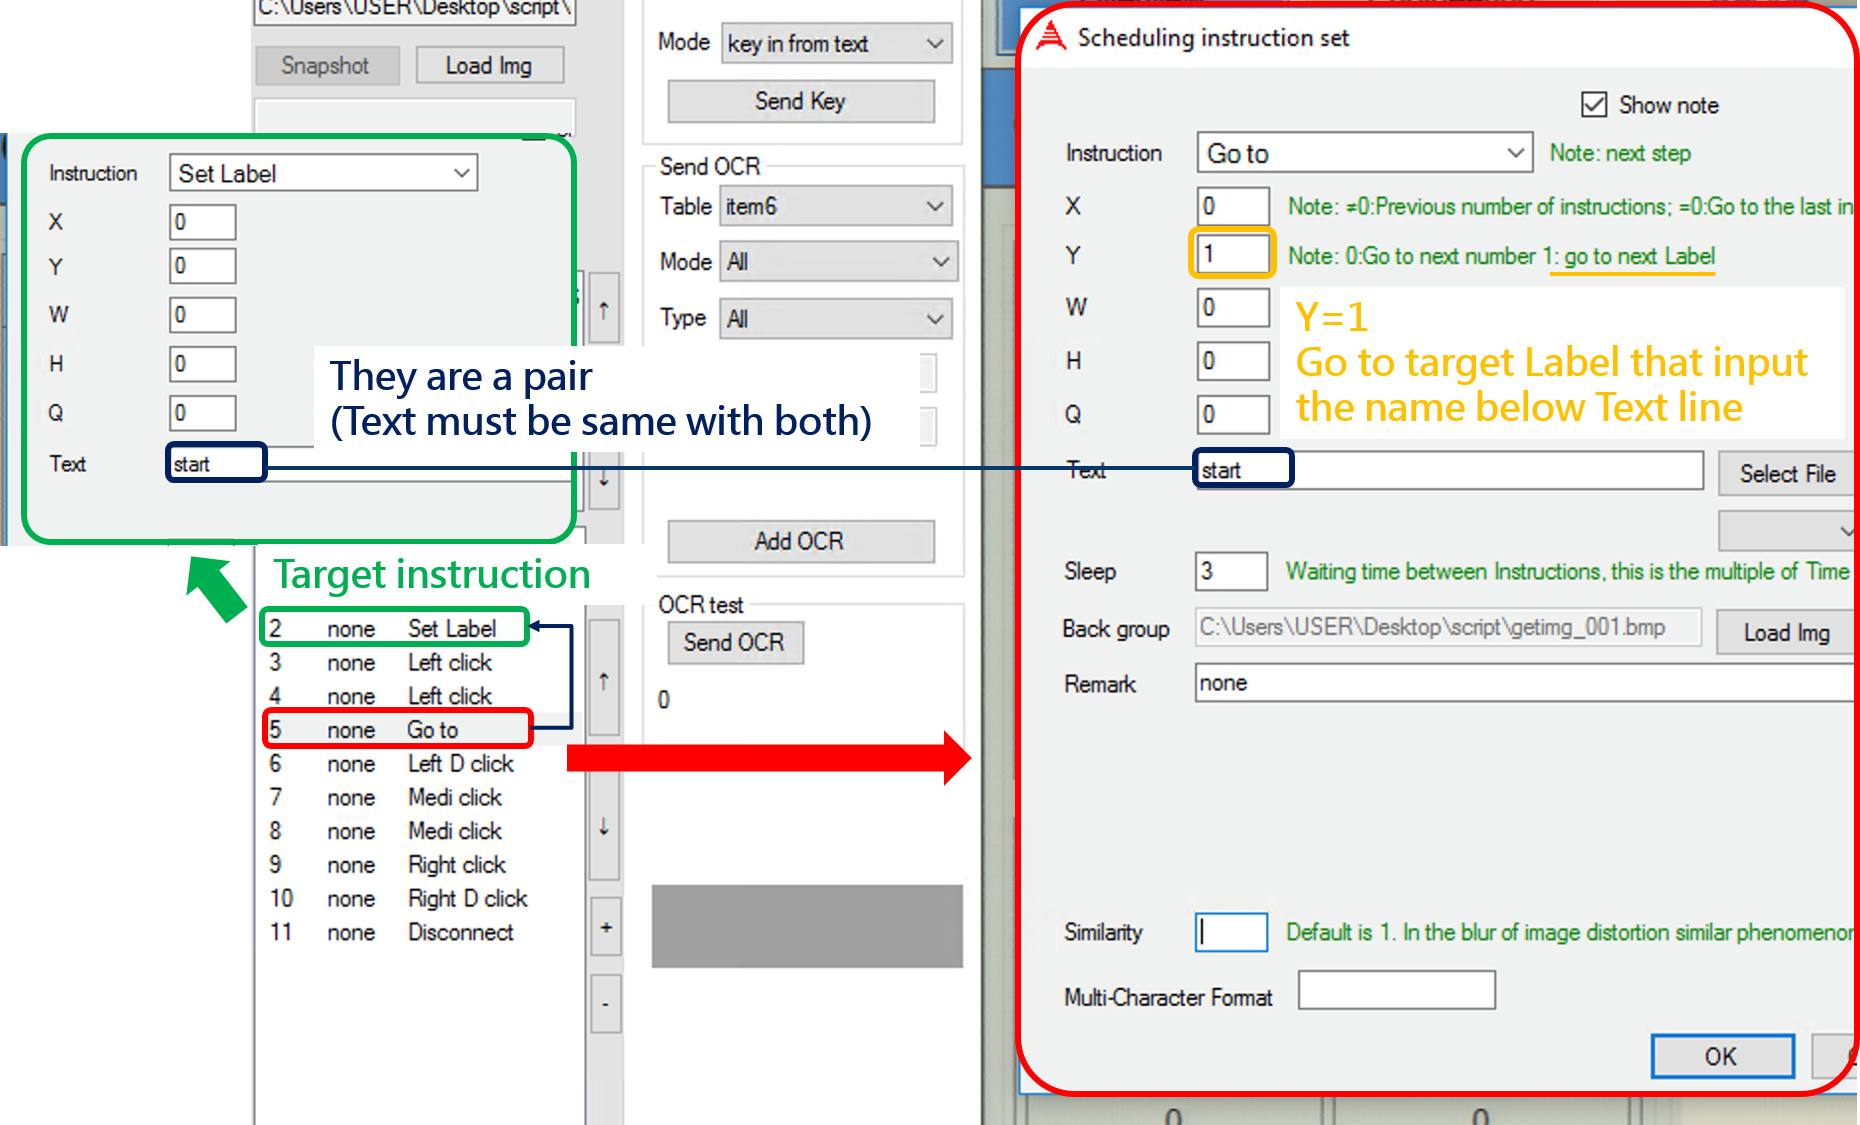 C:\Users\USER\Desktop\script\
Snapshot
Load Img
Instruction
Set Label
X
0
Y
0
W
0
H
0
Q
0
Text
start
They are a pair
(Text must be same with both)
Target instruction
2 none Set Label
3 none Left click
4 none Left click
5 none Go to
6 none Left D click
7 none Medi click
8 none Medi click
9 none Right click
10 none Right D click
11 none Disconnect
↑
↓
↑
↓
+
-
Mode
key in from text
Send Key
Send OCR
Table
item6
Mode
All
Type
All
Add OCR
OCR test
Send OCR
0
Scheduling instruction set
Show note
Instruction
Go to
Note: next step
X
0
Note: ≠0:Previous number of instructions; =0:Go to the last in
Y
1
Note: 0:Go to next number 1: go to next Label
W
0
H
0
Q
0
Y=1
Go to target Label that input
the name below Text line
Text
start
Select File
Sleep
3
Waiting time between Instructions, this is the multiple of Time
Back group
C:\Users\USER\Desktop\script\getimg_001.bmp
Load Img
Remark
none
Similarity
Default is 1. In the blur of image distortion similar phenomenon
Multi-Character Format
OK
0
0